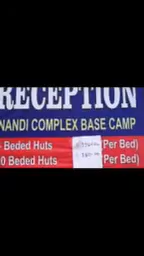 RECEPTION
NANDI COMPLEX BASE CAMP
Beded Huts Per Bed)
0 Beded Huts Per Bed)